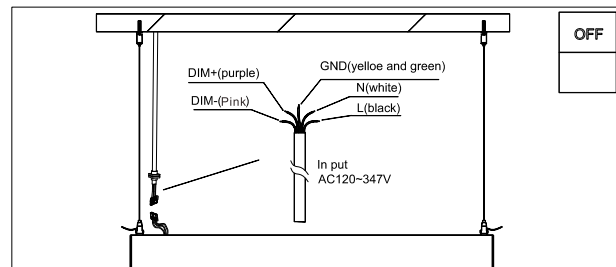 OFF
GND(yelloe and green)
DIM+(purple)
N(white)
DIM-(Pink)
L(black)
In put
AC120~347V